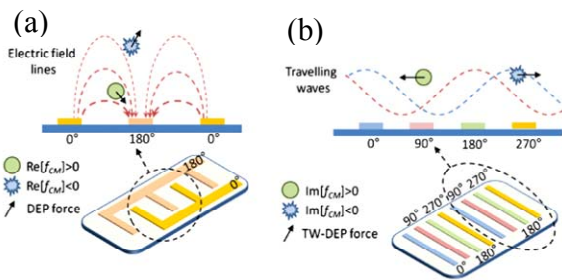 (a)
Electric field
lines
0°
180°
0°
Re[fCM]>0
Re[fCM]<0
DEP force
180°
0°
(b)
Travelling
waves
0°
90°
180°
270°
Im[fCM]>0
Im[fCM]<0
TW-DEP force
90°
270°
90°
270°
0°
180°
0°
180°